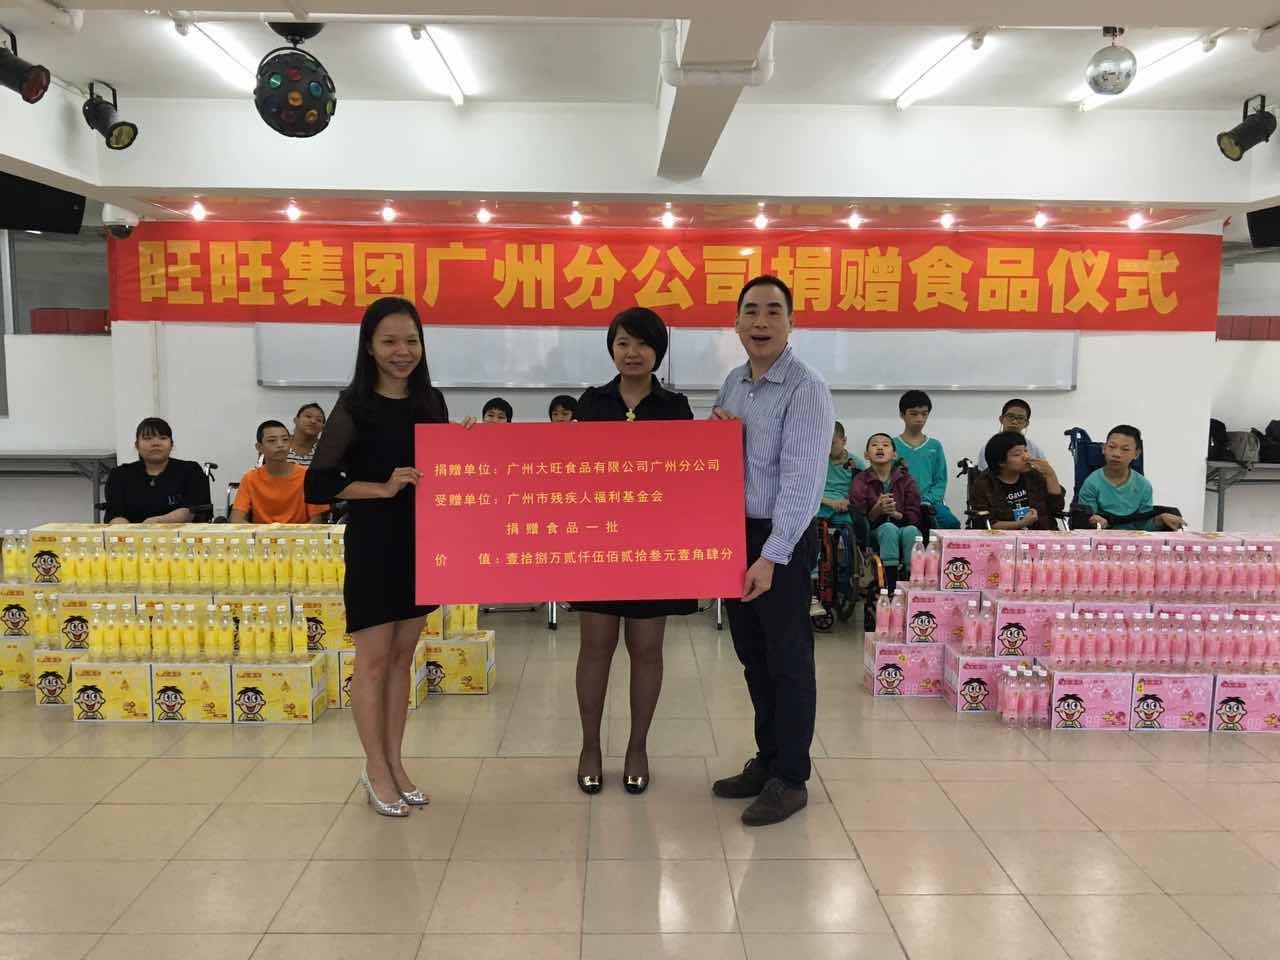 旺旺集团广州分公司捐赠食品仪式
捐赠单位：广州大旺食品有限公司广州分公司
受赠单位：广州市残疾人福利基金会
捐赠食品一批
价　值：壹拾捌万贰仟伍佰贰拾叁元壹角肆分